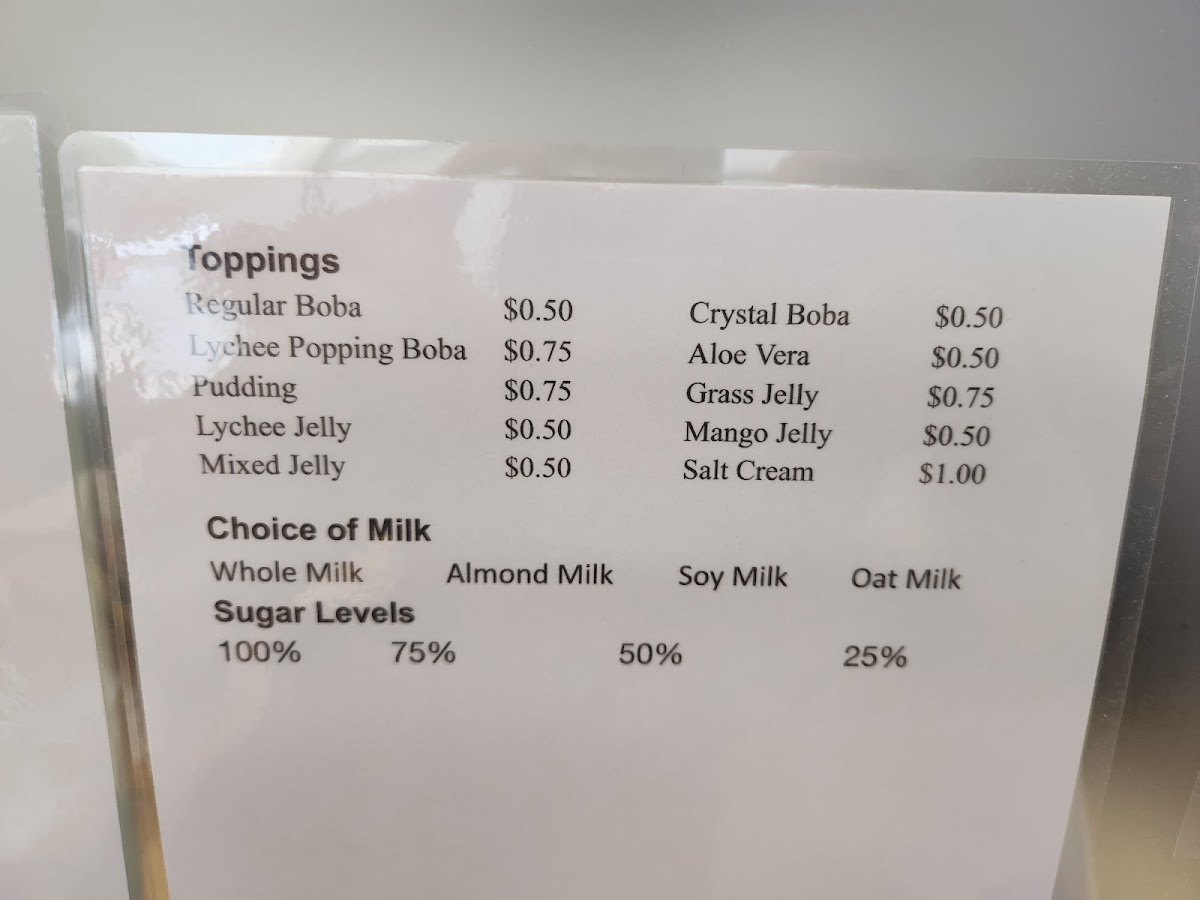 Toppings
Regular Boba $0.50 Crystal Boba $0.50
Lychee Popping Boba $0.75 Aloe Vera $0.50
Pudding $0.75 Grass Jelly $0.75
Lychee Jelly $0.50 Mango Jelly $0.50
Mixed Jelly $0.50 Salt Cream $1.00
Choice of Milk
Whole Milk Almond Milk Soy Milk Oat Milk
Sugar Levels
100% 75% 50% 25%